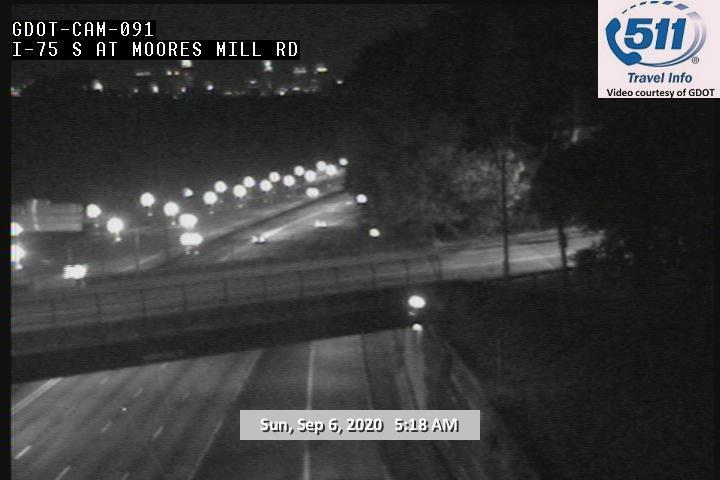 GDOT-CAM-091
I-75 S AT MOORES MILL RD
511
®
Travel Info
Video courtesy of GDOT
Sun, Sep 6, 2020 5:18 AM